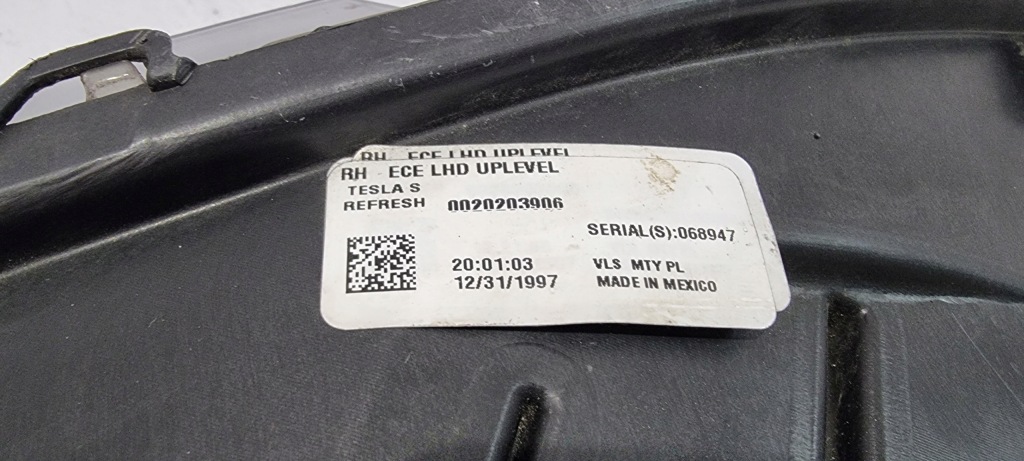 RH ECE LHD UPLEVEL
RH ECE LHD UPLEVEL
TESLA S
REFRESH 0020203906
SERIAL(S):068947
20:01:03 VLS MTY PL
12/31/1997 MADE IN MEXICO